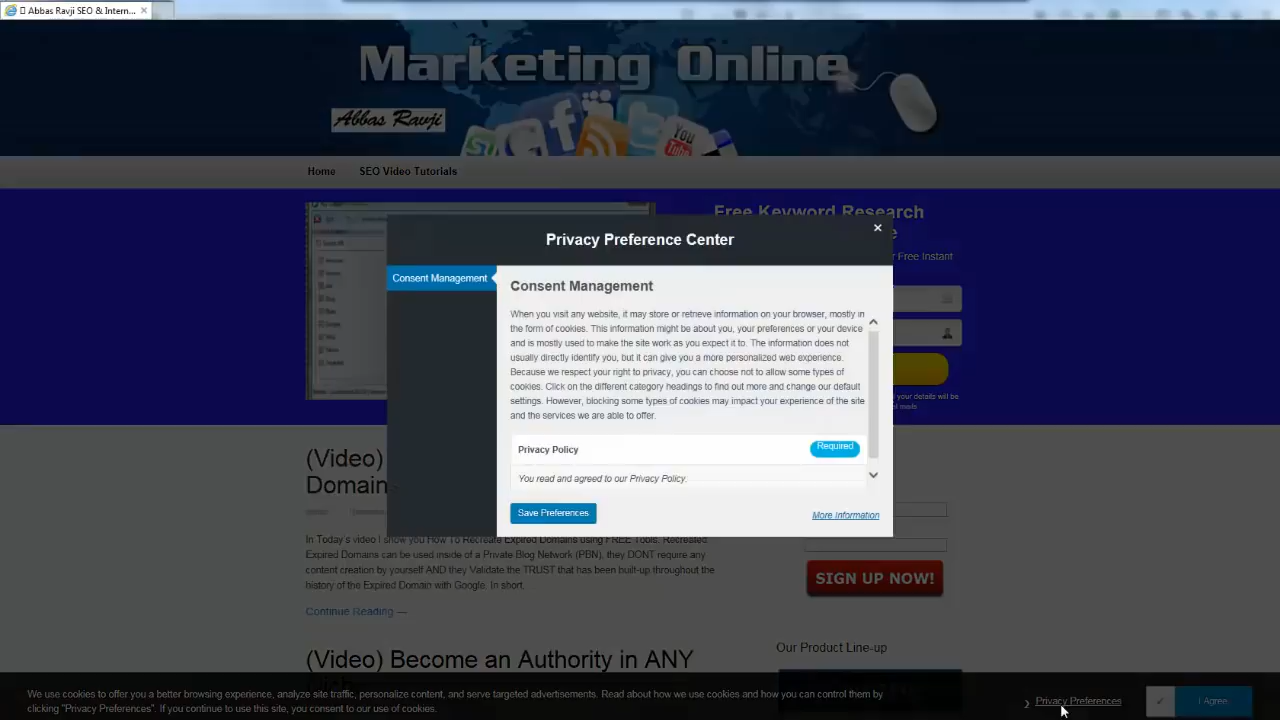 Abbas Ravji SEO & Intern...
Marketing Online
Abbas Ravji
You
Tube
Home
SEO Video Tutorials
Free Keyword Research
Free Instant
Privacy Preference Center
Consent Management
Consent Management
When you visit any website, it may store or retrieve information on your browser, mostly in
the form of cookies. This information might be about you, your preferences or your device
and is mostly used to make the site work as you expect it to. The information does not
usually directly identify you, but it can give you a more personalized web experience.
Because we respect your right to privacy, you can choose not to allow some types of
cookies. Click on the different category headings to find out more and change our default
settings. However, blocking some types of cookies may impact your experience of the site
and the services we are able to offer.
your details will be
Privacy Policy
Required
You read and agreed to our Privacy Policy.
Save Preferences
More Information
(Video)
Domain
In Today's video I show you How To Recreate Expired Domains using FREE Tools.
Expired Domains can be used inside of a Private Blog Network (PBN), they DONT require any
content creation by yourself AND they Validate the TRUST that has been built-up throughout the
history of the Expired Domain with Google. In short,
Continue Reading —
SIGN UP NOW!
(Video) Become an Authority in ANY
Our Product Line-up
We use cookies to offer you a better browsing experience, analyze site traffic, personalize content, and serve targeted advertisements. Read about how we use cookies and how you can control them by
clicking "Privacy Preferences". If you continue to use this site, you consent to our use of cookies.
Privacy Preferences
I Agree